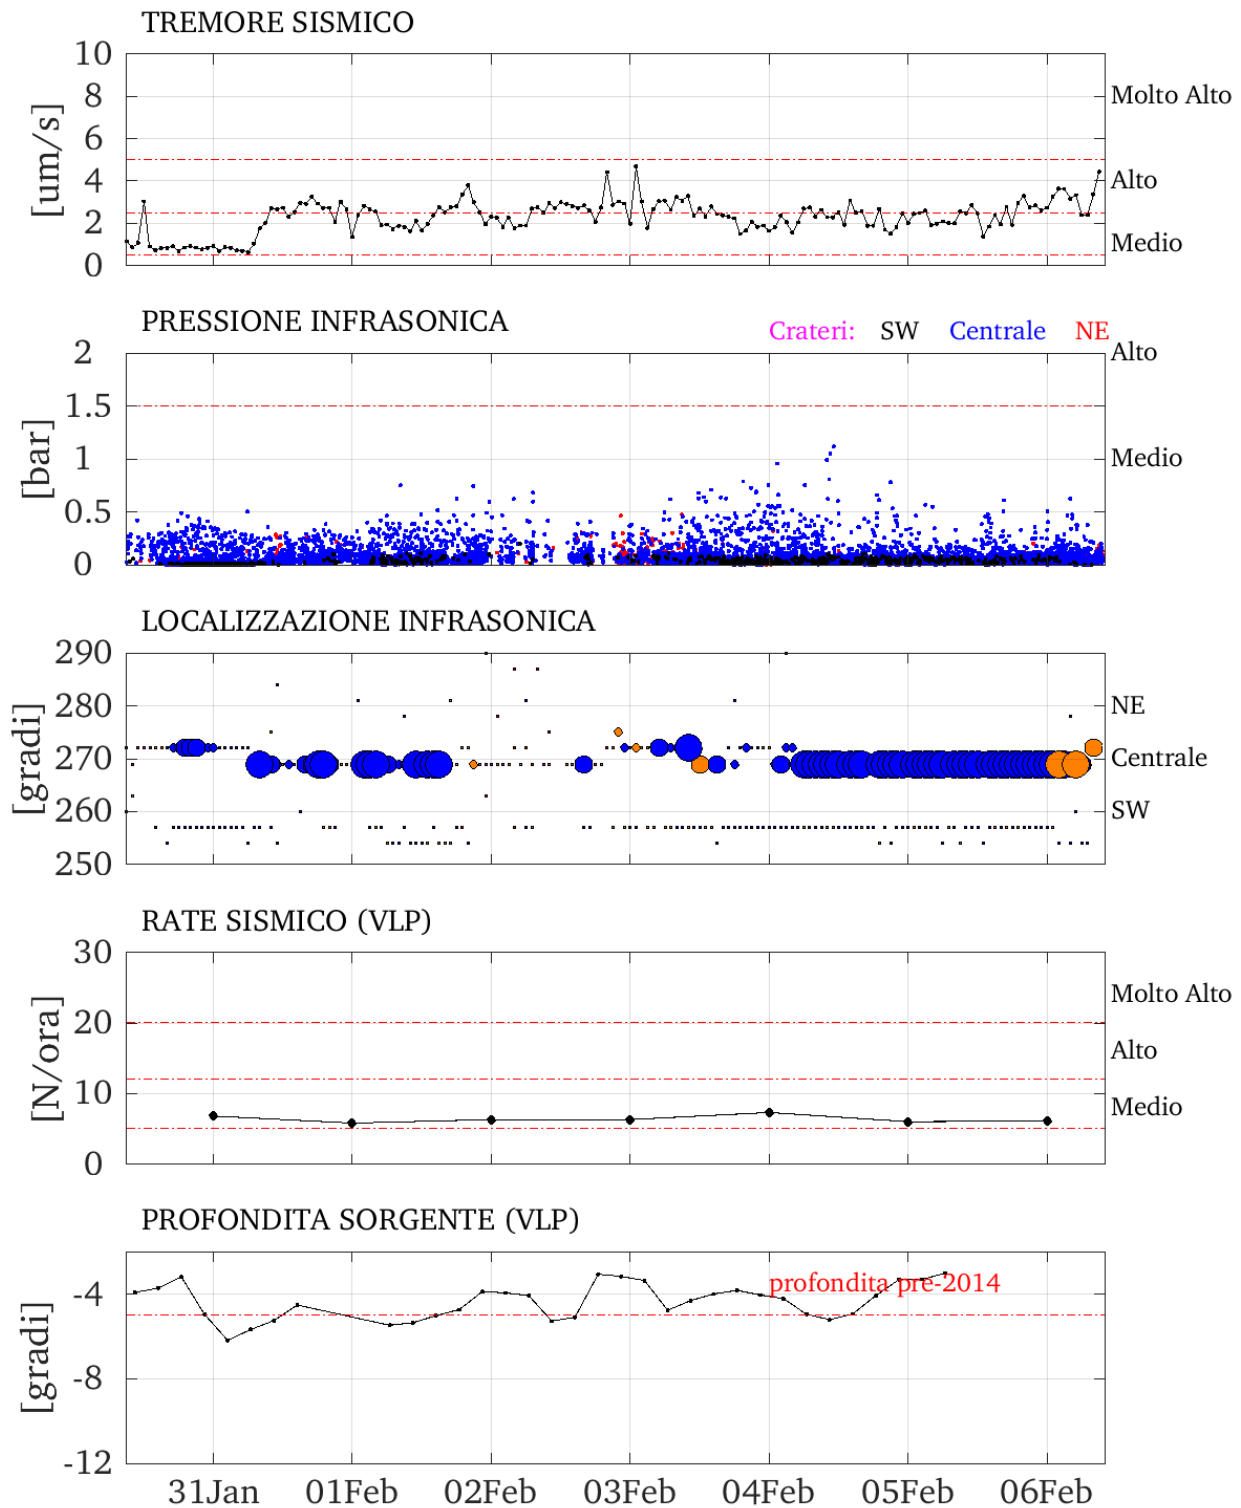 TREMORE SISMICO
10
8
6
4
2
0
[um/s]
Molto Alto
Alto
Medio
PRESSIONE INFRASONICA
Crateri: SW Centrale NE
2
1.5
1
0.5
0
[bar]
Alto
Medio
LOCALIZZAZIONE INFRASONICA
290
280
270
260
250
[gradi]
NE
Centrale
SW
RATE SISMICO (VLP)
30
20
10
0
[N/ora]
Molto Alto
Alto
Medio
PROFONDITA SORGENTE (VLP)
-4
-8
-12
[gradi]
profondita pre-2014
31Jan 01Feb 02Feb 03Feb 04Feb 05Feb 06Feb